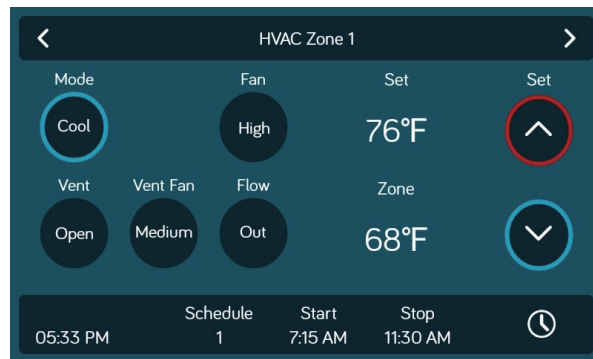 HVAC Zone 1
Mode Fan Set Set
Cool High 76°F
Vent Vent Fan Flow Zone
Open Medium Out 68°F
Schedule Start Stop
05:33 PM 1 7:15 AM 11:30 AM